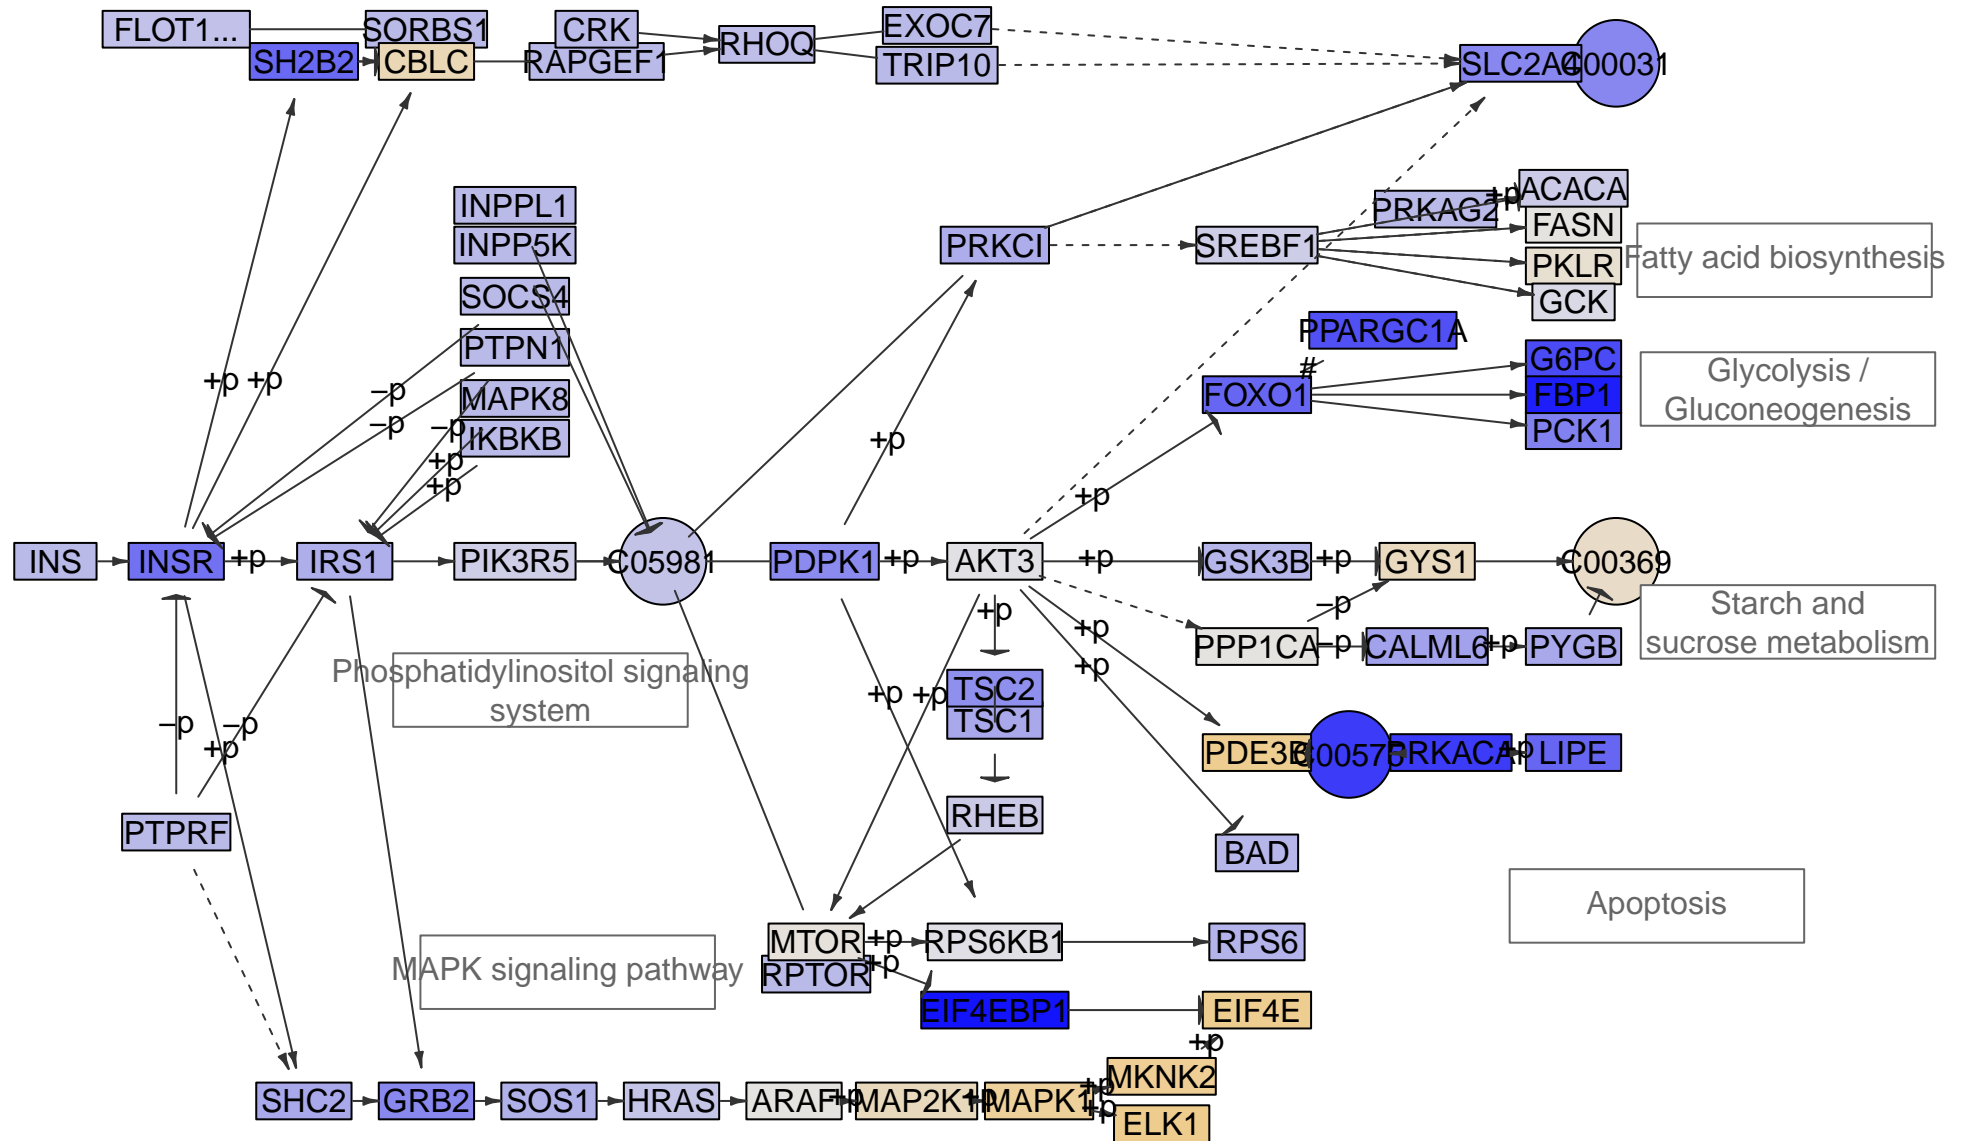 FLOT1...
SORBS1
CRK
EXOC7
SH2B2
CBLC
RAPGEF1
RHOQ
TRIP10
SLC2A4
C00031
INPPL1
PRKAG2
+p
ACACA
FASN
INPP5K
PRKCI
SREBF1
PKLR
Fatty acid biosynthesis
SOCS4
GCK
PTPN1
PPARGC1A
G6PC
#
+p
+p
–p
MAPK8
FOXO1
FBP1
Glycolysis /
Gluconeogenesis
–p
–p
IKBKB
+p
PCK1
+p
+p
+p
INS
INSR
+p
IRS1
PIK3R5
C05981
PDPK1
+p
AKT3
+p
GSK3B
+p
GYS1
C00369
+p
+p
–p
Starch and
sucrose metabolism
PPP1CA
–p
CALML6
+p
PYGB
+p
Phosphatidylinositol signaling
system
TSC2
TSC1
+p
+p
–p
–p
+p
PDE3B
C00575
PRKACA
+p
LIPE
PTPRF
RHEB
BAD
Apoptosis
MTOR
+p
RPS6KB1
RPS6
MAPK signaling pathway
RPTOR
+p
EIF4EBP1
EIF4E
+p
MKNK2
SHC2
GRB2
SOS1
HRAS
ARAF
+p
MAP2K1
+p
MAPK1
+p
+p
ELK1